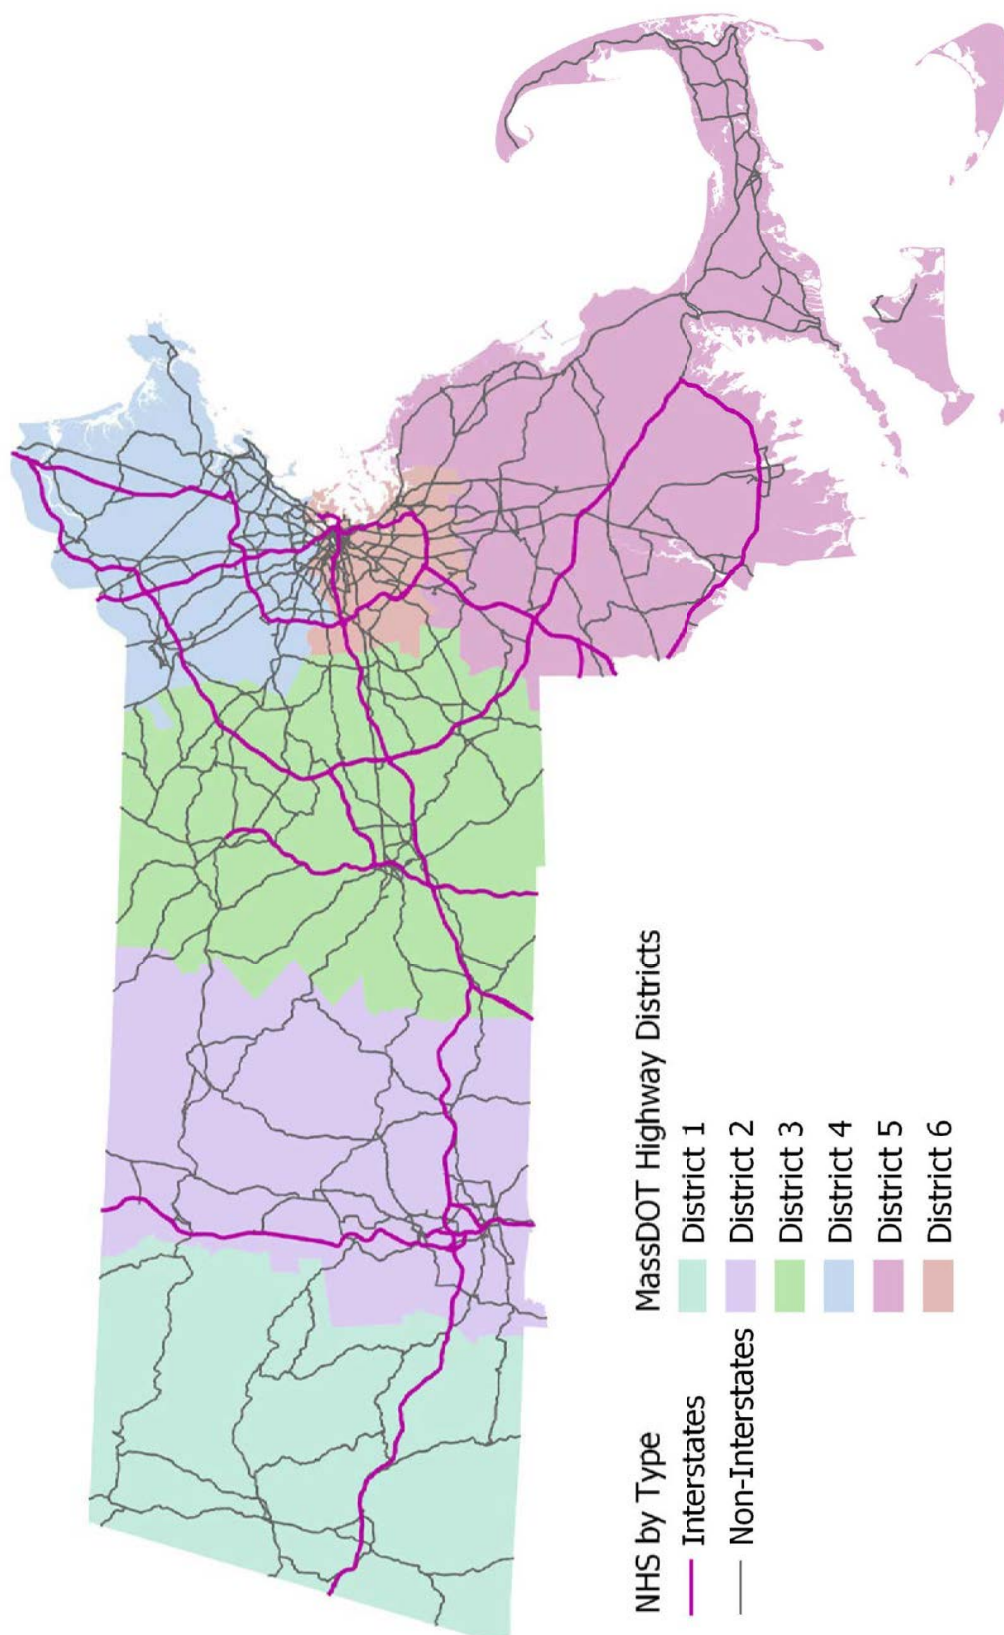 NHS by Type
Interstates
Non-Interstates
MassDOT Highway Districts
District 1
District 2
District 3
District 4
District 5
District 6